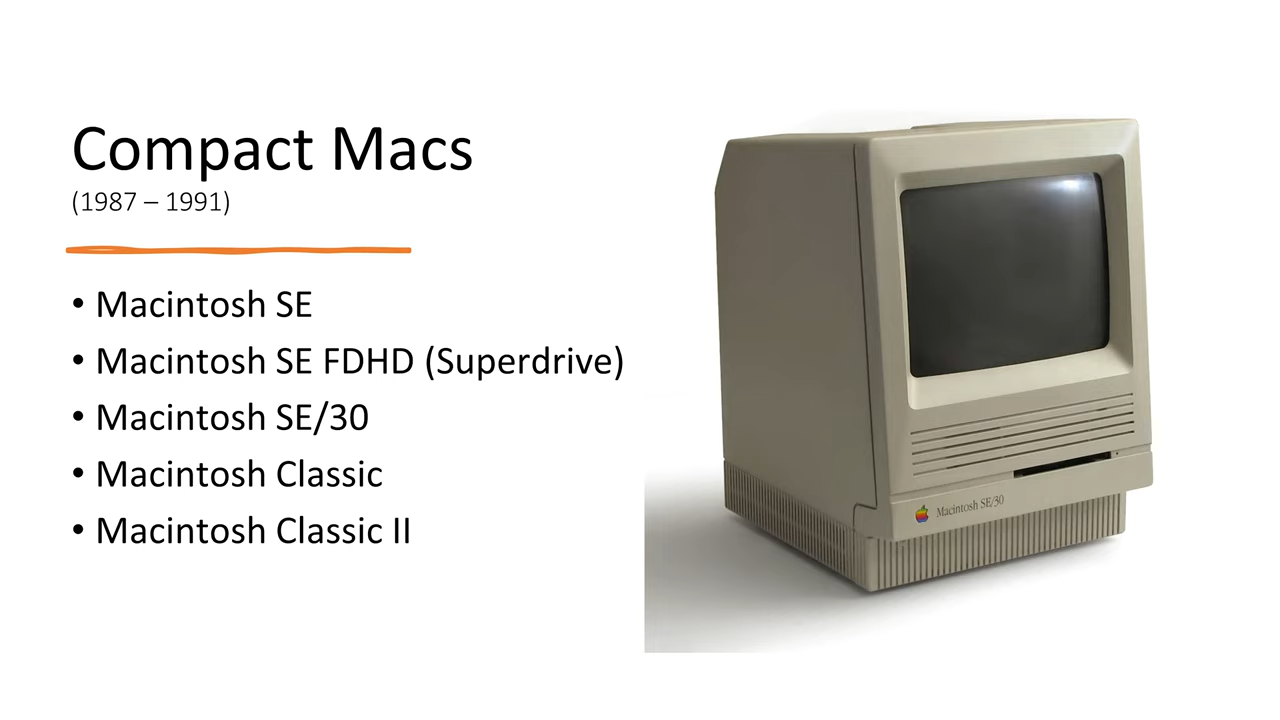 Compact Macs
(1987 – 1991)
• Macintosh SE
• Macintosh SE FDHD (Superdrive)
• Macintosh SE/30
• Macintosh Classic
• Macintosh Classic II
Macintosh SE/30